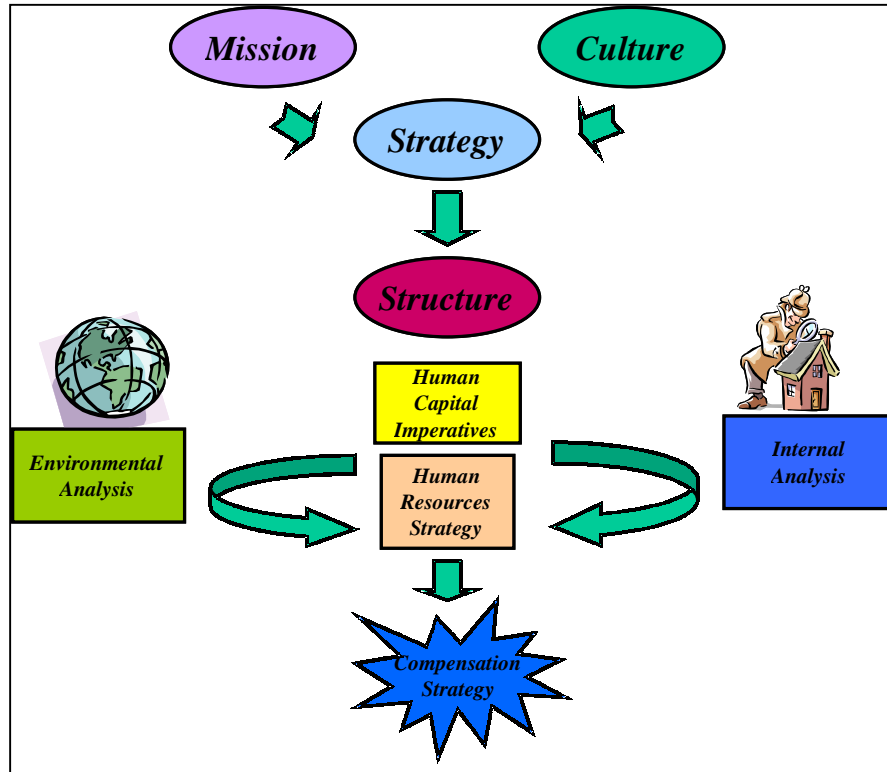 Mission
Culture
Strategy
Structure
Human
Capital
Imperatives
Environmental
Analysis
Human
Resources
Strategy
Internal
Analysis
Compensation
Strategy